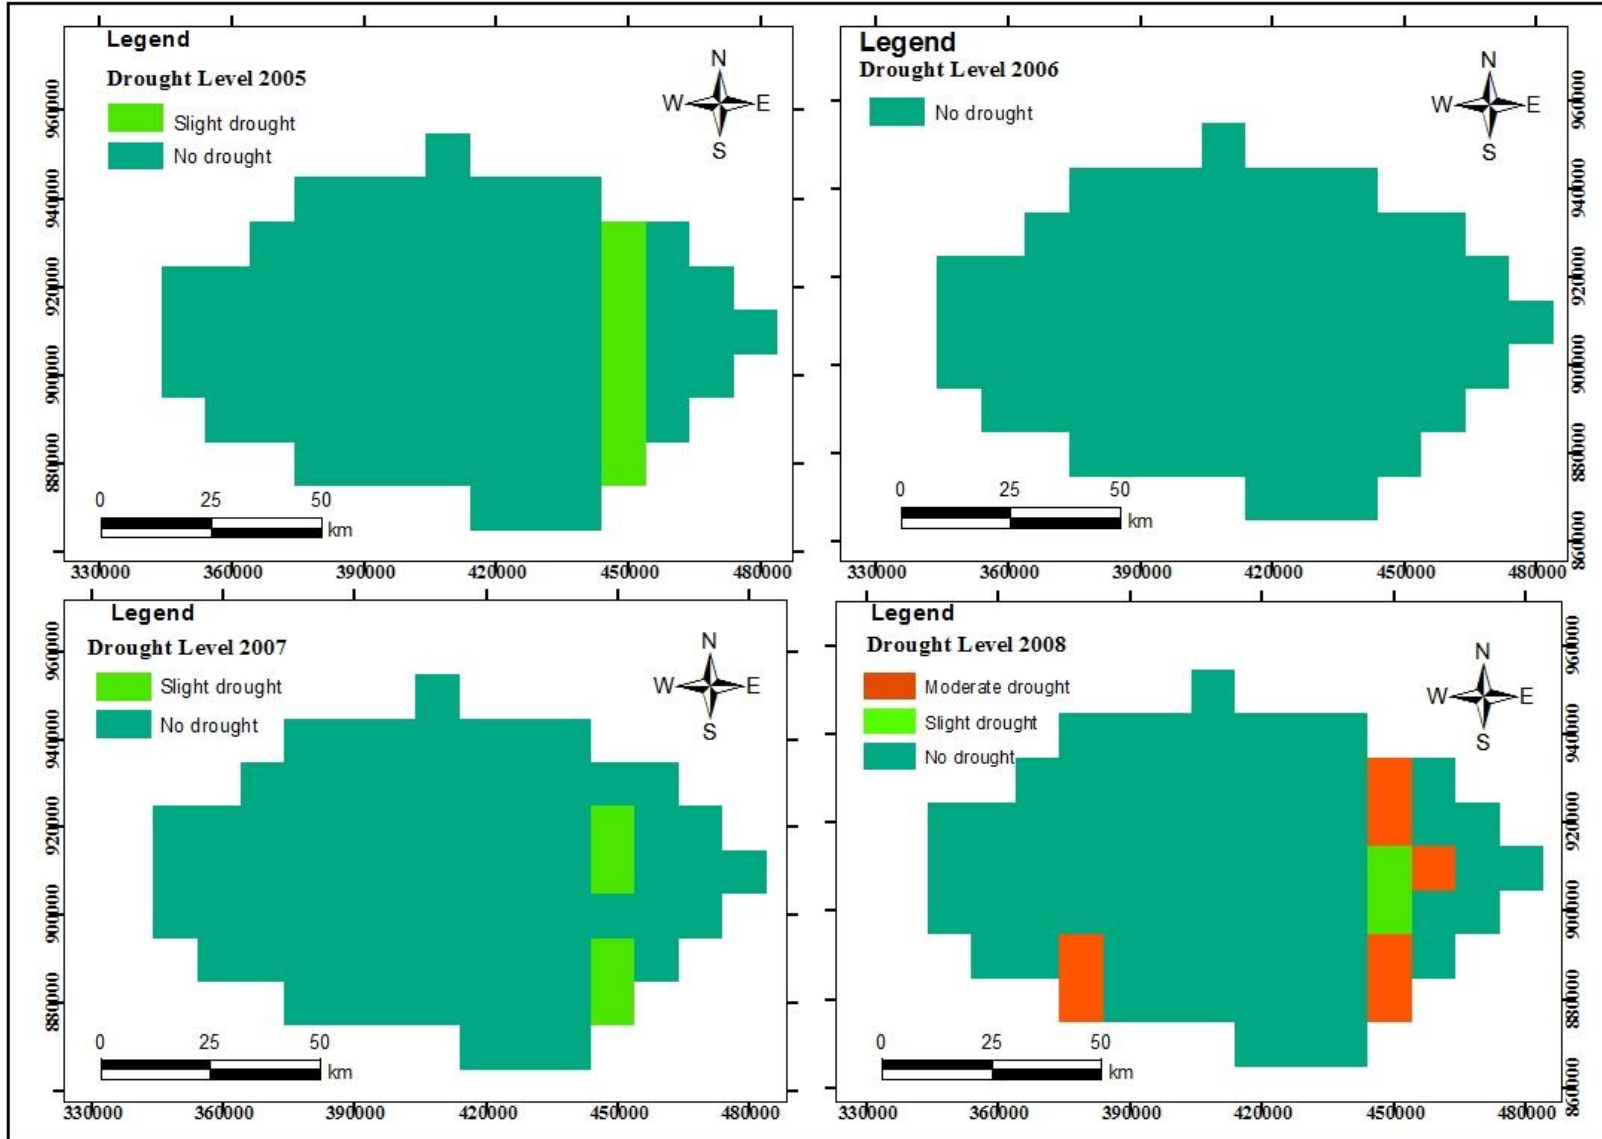 Legend
Drought Level 2005
Slight drought
No drought
N
W E
S
960000
940000
920000
900000
880000
0 25 50
km
330000 360000 390000 420000 450000 480000
Legend
Drought Level 2006
No drought
N
W E
S
960000
940000
920000
900000
880000
860000
0 25 50
km
330000 360000 390000 420000 450000 480000
Legend
Drought Level 2007
Slight drought
No drought
N
W E
S
960000
940000
920000
900000
880000
0 25 50
km
330000 360000 390000 420000 450000 480000
Legend
Drought Level 2008
Moderate drought
Slight drought
No drought
N
W E
S
960000
940000
920000
900000
880000
860000
0 25 50
km
330000 360000 390000 420000 450000 480000